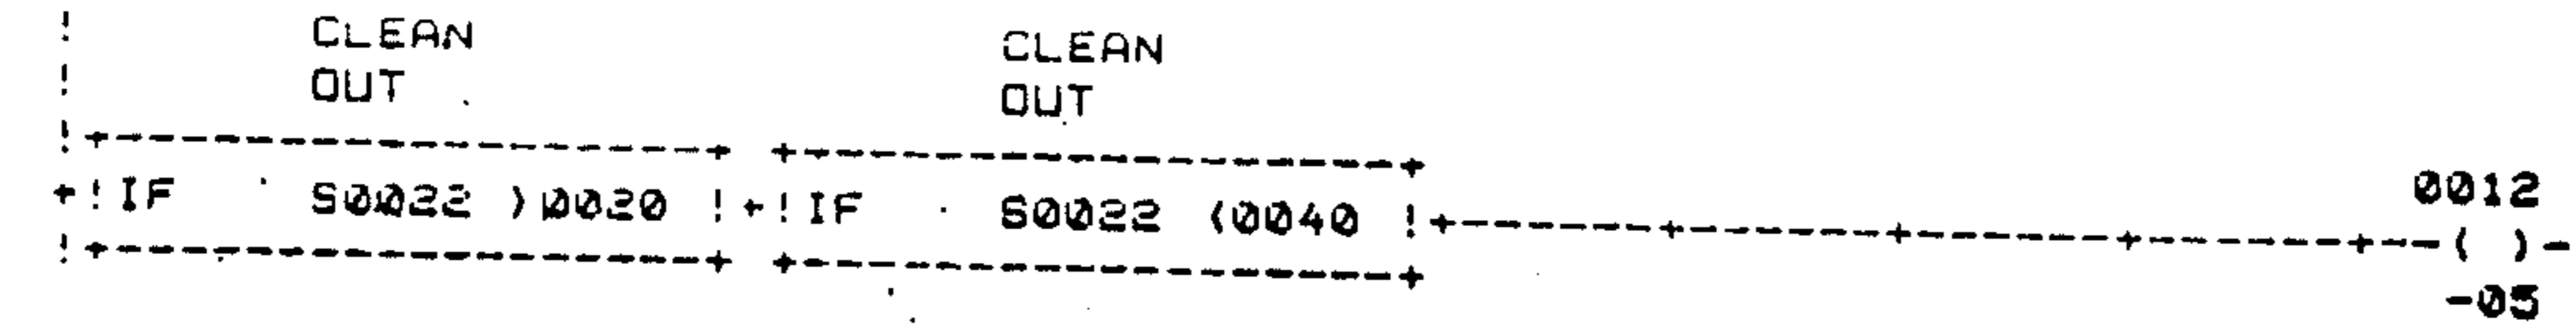 !        CLEAN                    CLEAN
!        OUT                      OUT
!+--------------------+ +--------------------+
+!IF     S0022 >0020 !+!IF     S0022 <0040 !+-------+-------+-------+-------+--( )-
0012
!+--------------------+ +--------------------+
-05